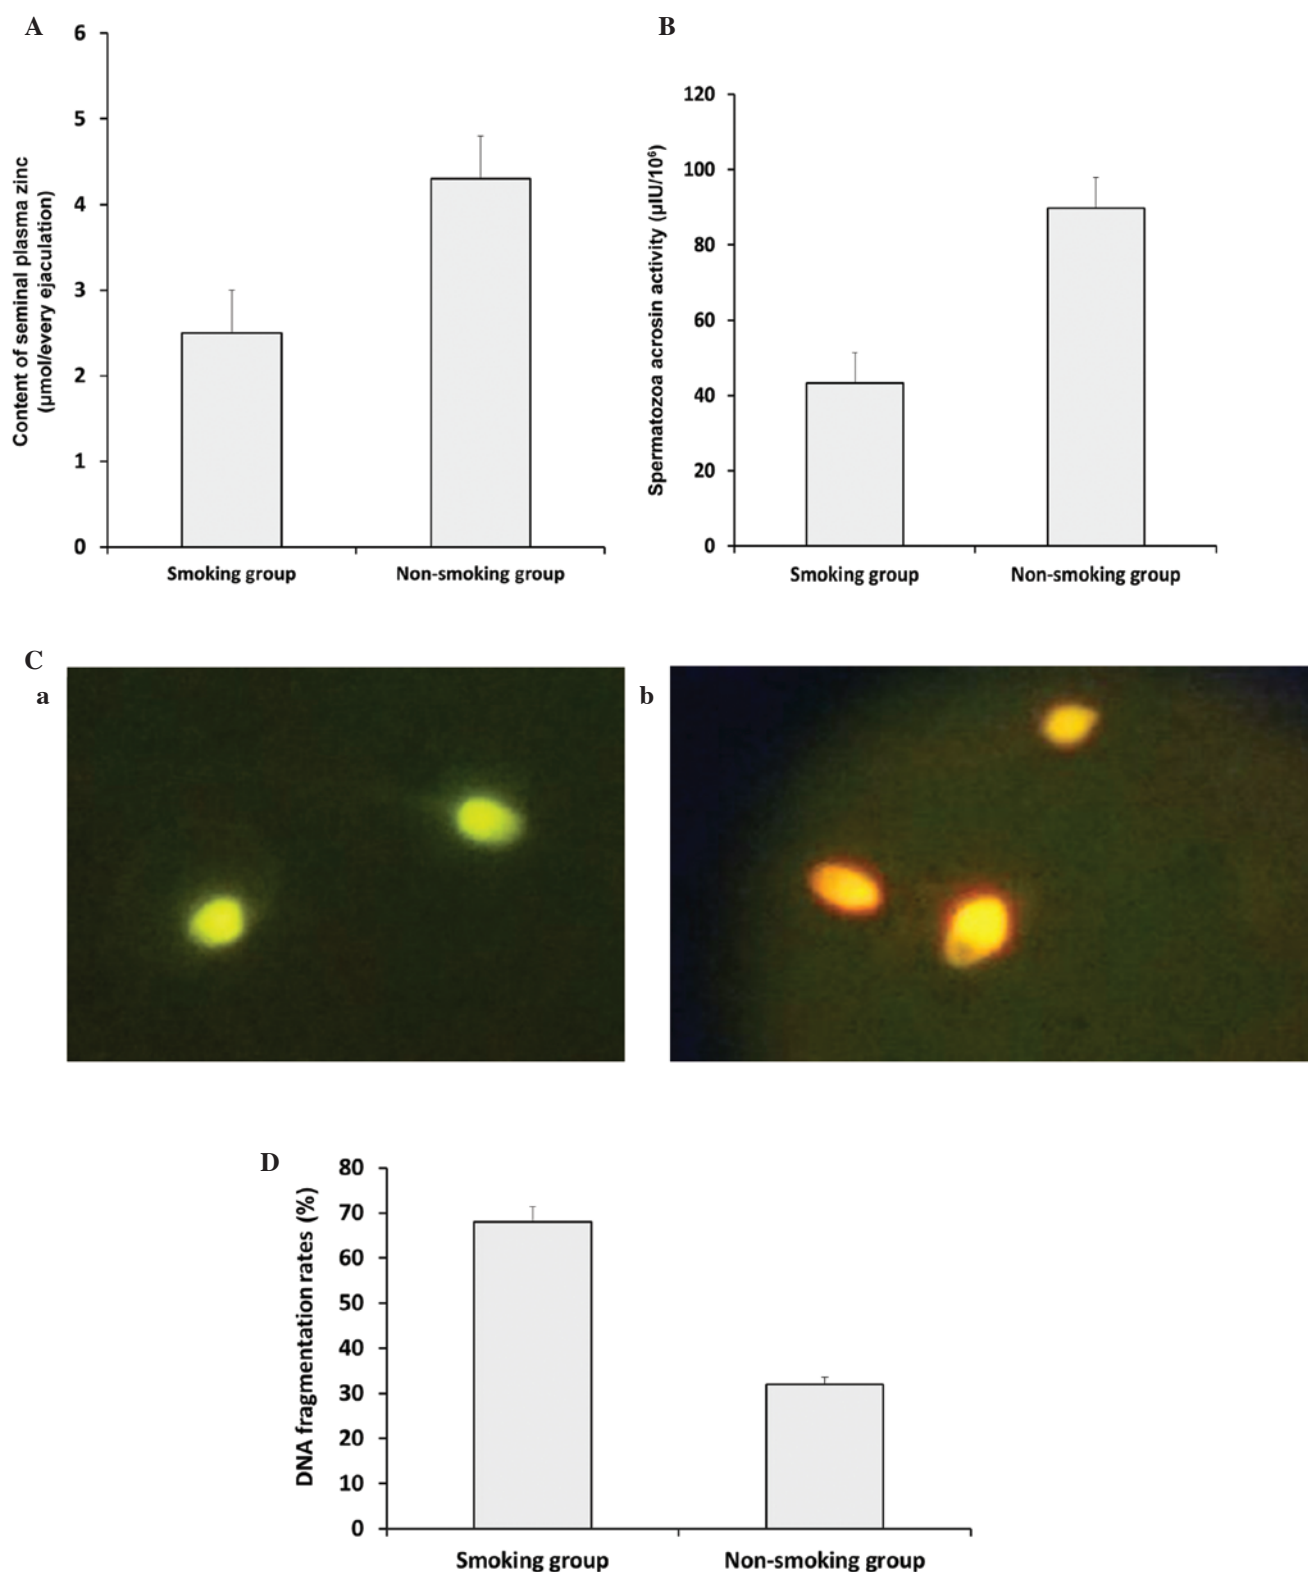 A
6
5
4
3
2
1
0
Content of seminal plasma zinc
(µmol/every ejaculation)
Smoking group
Non-smoking group
B
120
100
80
60
40
20
0
Spermatozoa acrosin activity (µIU/10⁶)
Smoking group
Non-smoking group
C
a
b
D
80
70
60
50
40
30
20
10
0
DNA fragmentation rates (%)
Smoking group
Non-smoking group